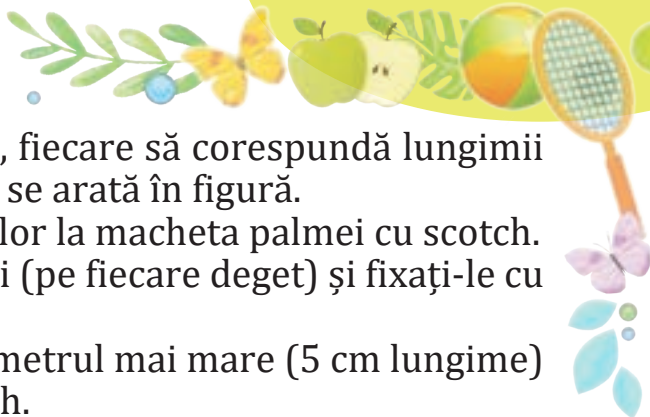 , fiecare să corespundă lungimii
se arată în figură.
lor la macheta palmei cu scotch.
i (pe fiecare deget) și fixați-le cu
metrul mai mare (5 cm lungime)
h.